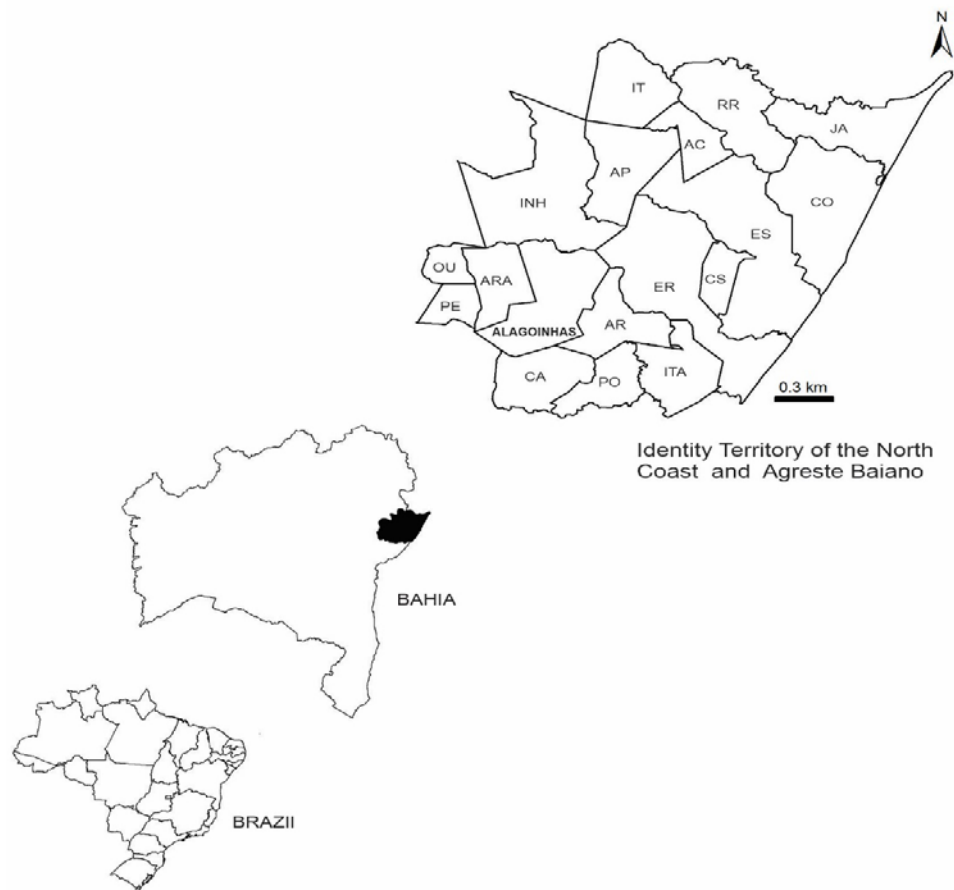 N
IT
RR
JA
AC
AP
CO
INH
ES
OU
ARA
CS
ER
PE
AR
ALAGOINHAS
CA
PO
ITA
0.3 km
Identity Territory of the North
Coast and Agreste Baiano
BAHIA
BRAZII